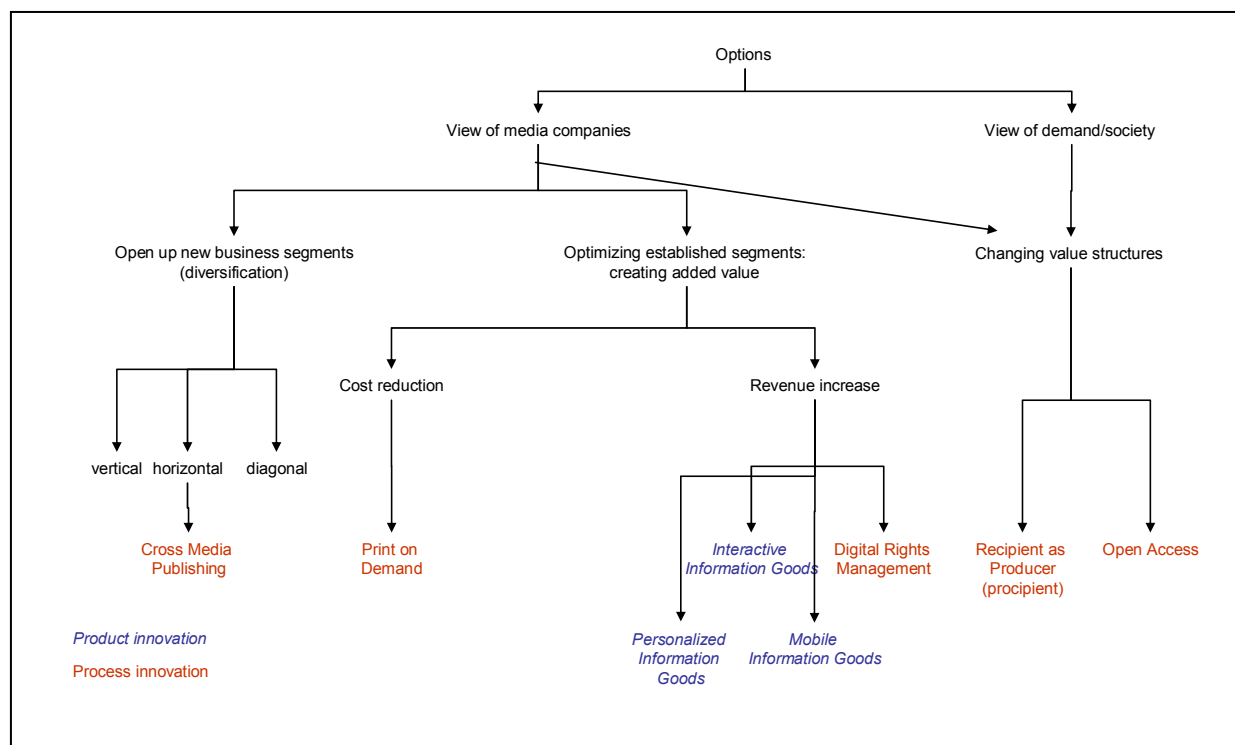 Options
View of media companies
View of demand/society
Open up new business segments
(diversification)
Optimizing established segments:
creating added value
Changing value structures
Cost reduction
Revenue increase
vertical
horizontal
diagonal
Cross Media
Publishing
Print on
Demand
Interactive
Information Goods
Digital Rights
Management
Recipient as
Producer
(procipient)
Open Access
Personalized
Information
Goods
Mobile
Information Goods
Product innovation
Process innovation